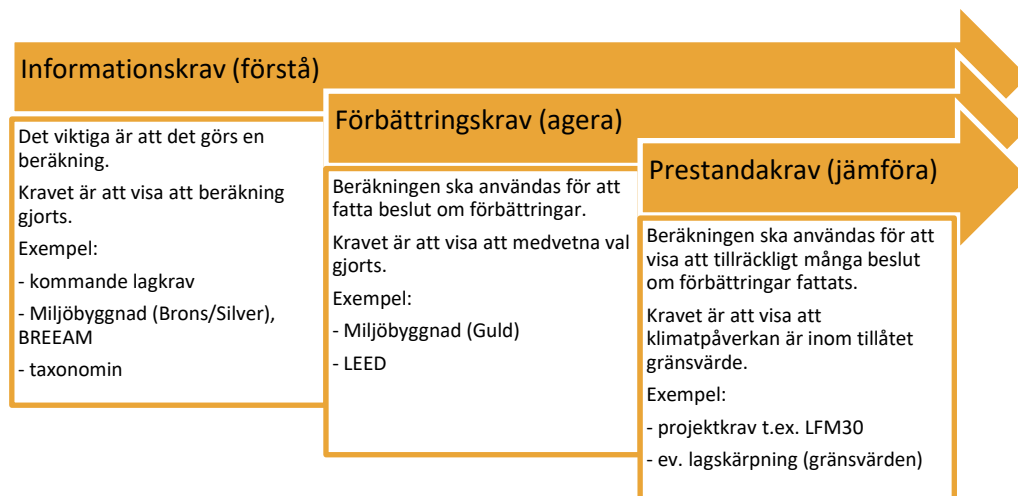 Informationskrav (förstå)
Det viktiga är att det görs en
beräkning.
Kravet är att visa att beräkning
gjorts.
Exempel:
- kommande lagkrav
- Miljöbyggnad (Brons/Silver),
BREEAM
- taxonomin
Förbättringskrav (agera)
Beräkningen ska användas för att
fatta beslut om förbättringar.
Kravet är att visa att medvetna val
gjorts.
Exempel:
- Miljöbyggnad (Guld)
- LEED
Prestandakrav (jämföra)
Beräkningen ska användas för att
visa att tillräckligt många beslut
om förbättringar fattats.
Kravet är att visa att
klimatpåverkan är inom tillåtet
gränsvärde.
Exempel:
- projektkrav t.ex. LFM30
- ev. lagskärpning (gränsvärden)